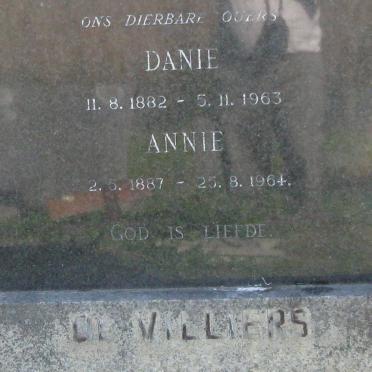 ONS DIERBARE OUERS
DANIE
11.8.1882 - 5.11.1963
ANNIE
2.6.1887 - 25.8.1964.
GOD IS LIEFDE.
DE VILLIERS